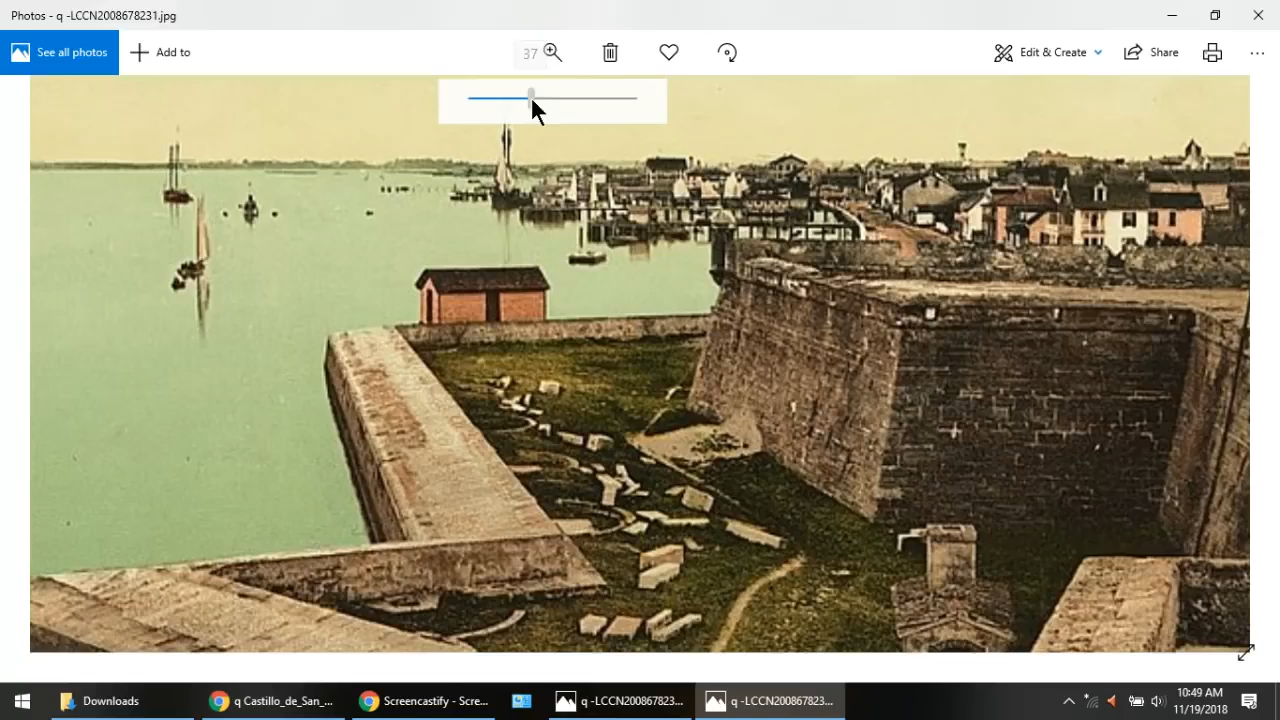 Photos - q -LCCN2008678231.jpg
See all photos
Add to
37
Edit & Create
Share
Downloads
q Castillo_de_San_...
Screencastify - Scre...
q -LCCN200867823...
q -LCCN200867823...
10:49 AM
11/19/2018